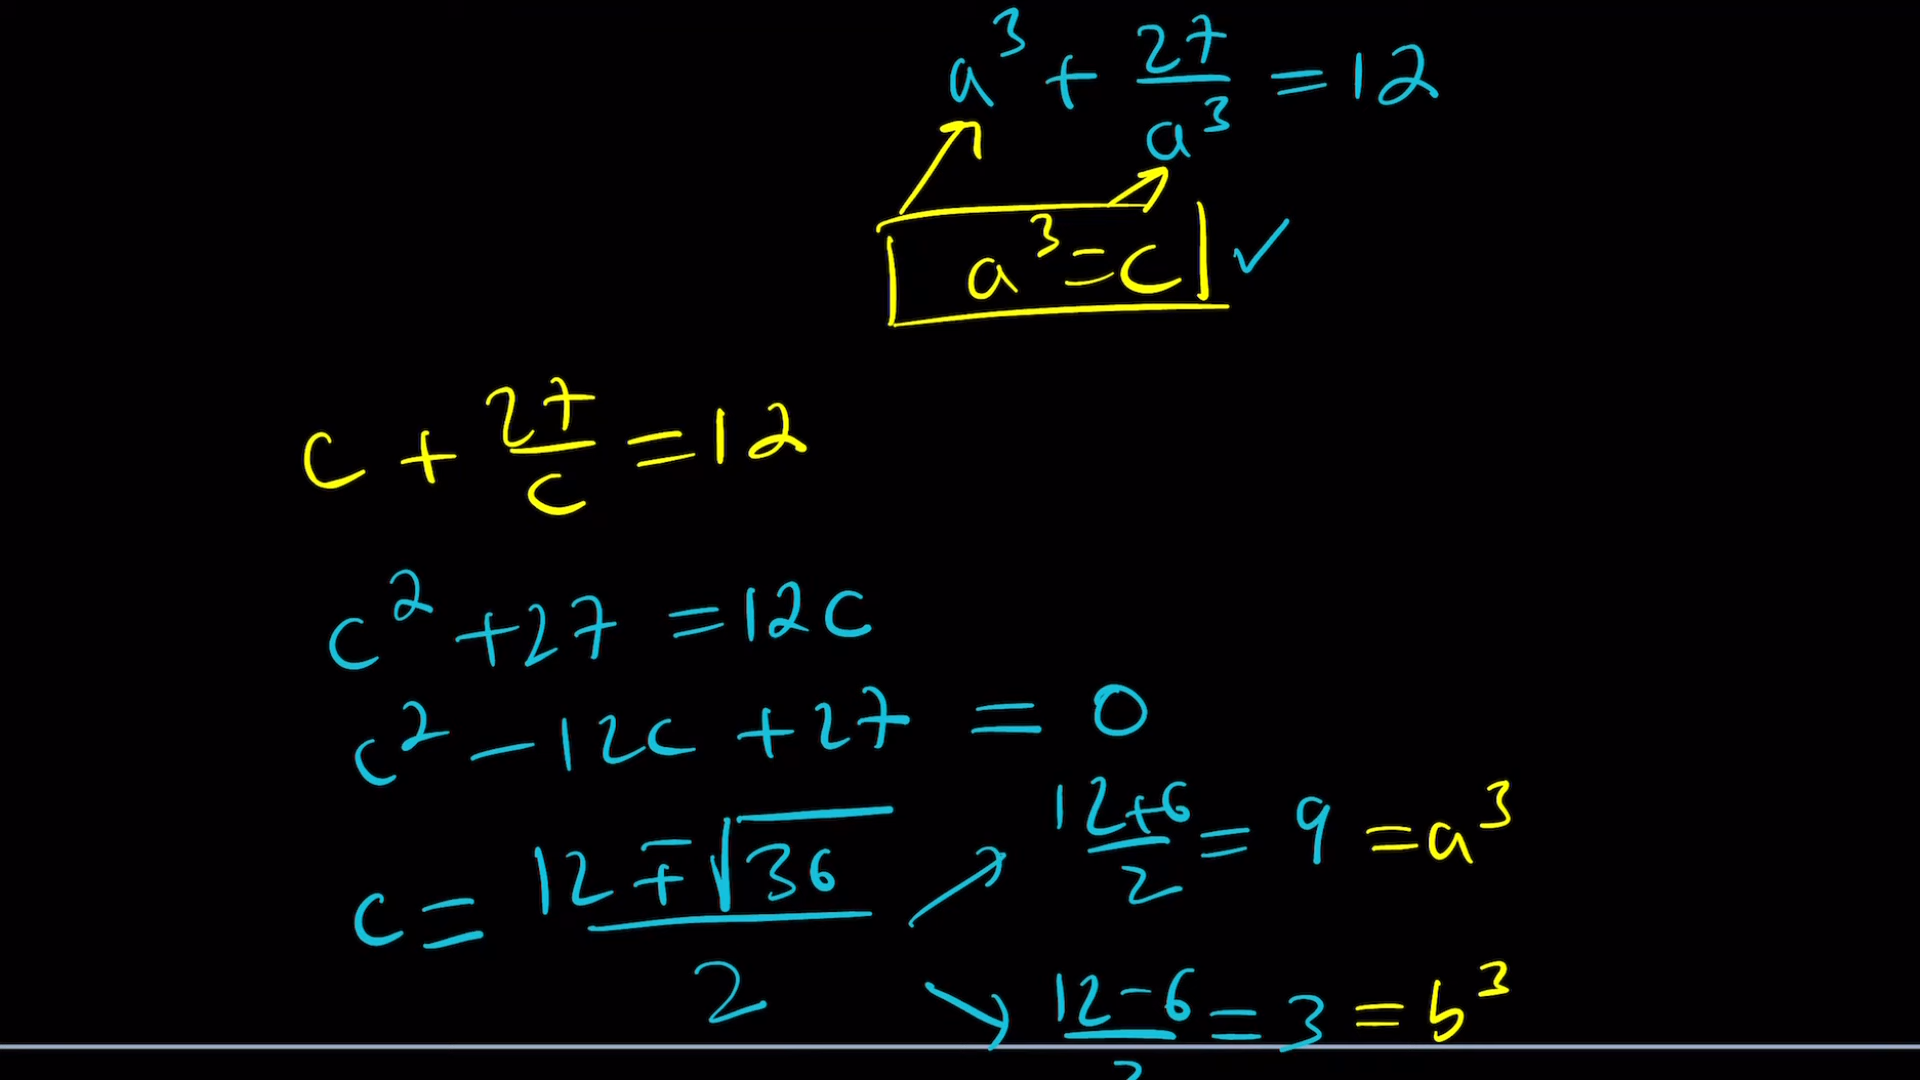 a³ + 27/a³ = 12
a³ = c ✓
c + 27/c = 12
c² + 27 = 12c
c² − 12c + 27 = 0
c = (12 ∓ √36)/2
(12+6)/2 = 9 = a³
(12−6)/2 = 3 = b³